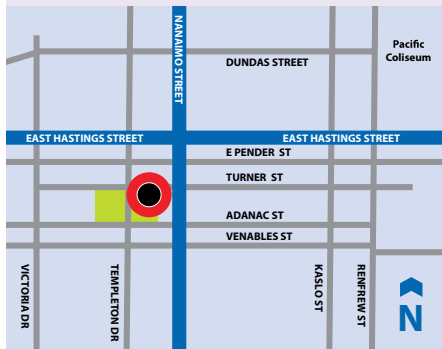 NANAIMO STREET
Pacific
Coliseum
DUNDAS STREET
EAST HASTINGS STREET
EAST HASTINGS STREET
E PENDER ST
TURNER ST
ADANAC ST
VENABLES ST
VICTORIA DR
TEMPLETON DR
KASLO ST
RENFREW ST
N